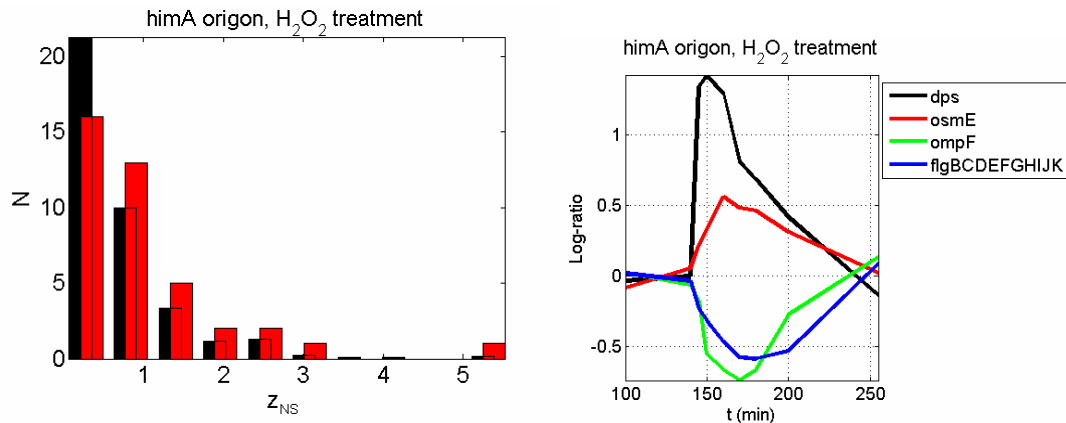 himA origon, H₂O₂ treatment
20
15
10
5
0
N
1 2 3 4 5
z_NS
himA origon, H₂O₂ treatment
1
0.5
0
-0.5
Log-ratio
100 150 200 250
t (min)
dps
osmE
ompF
flgBCDEFGHIJK